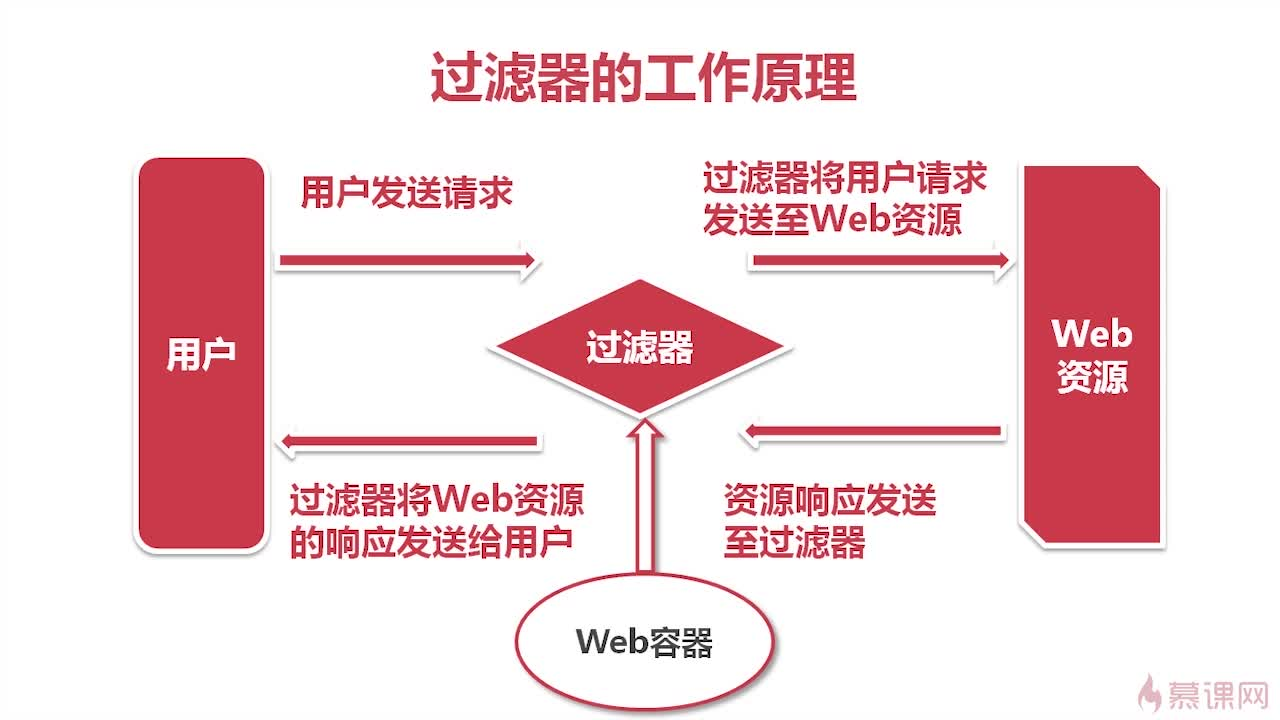 过滤器的工作原理
用户发送请求
过滤器将用户请求
发送至Web资源
用户
过滤器
Web
资源
过滤器将Web资源
的响应发送给用户
资源响应发送
至过滤器
Web容器
慕课网